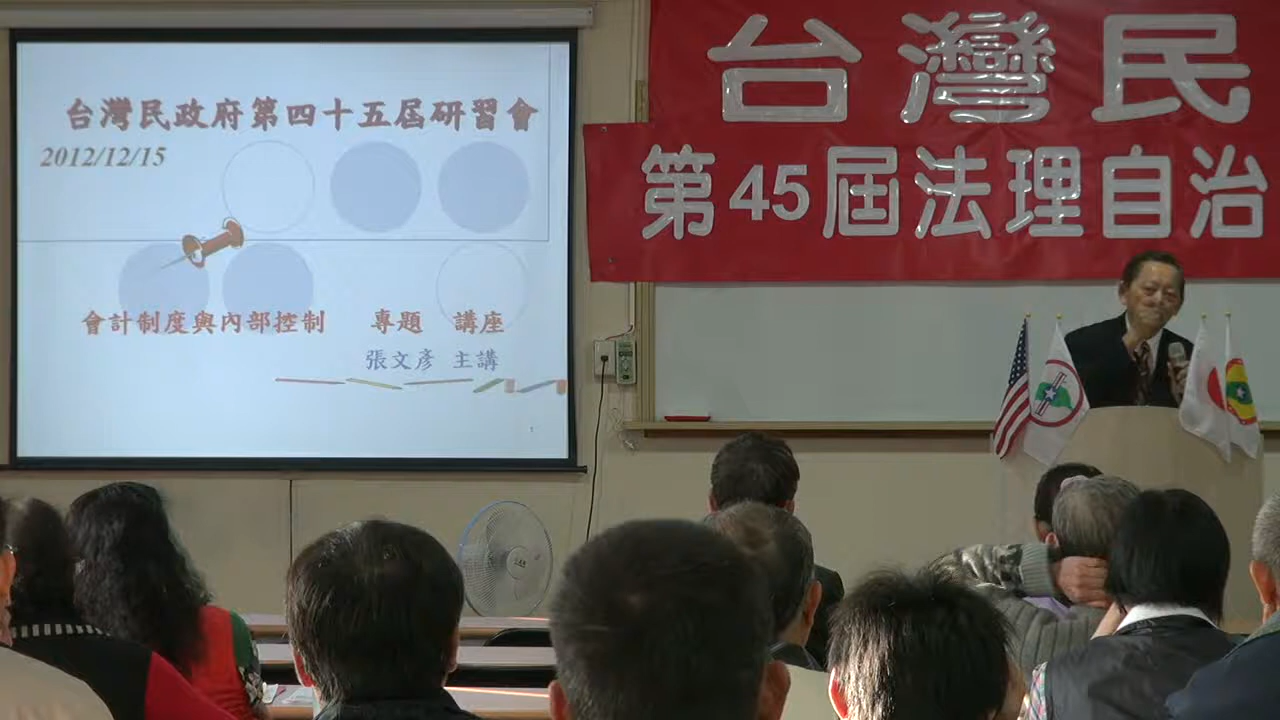 台灣民政府第四十五屆研習會
2012/12/15
會計制度與內部控制 專題 講座
張文彥 主講
台灣民
第45屆法理自治